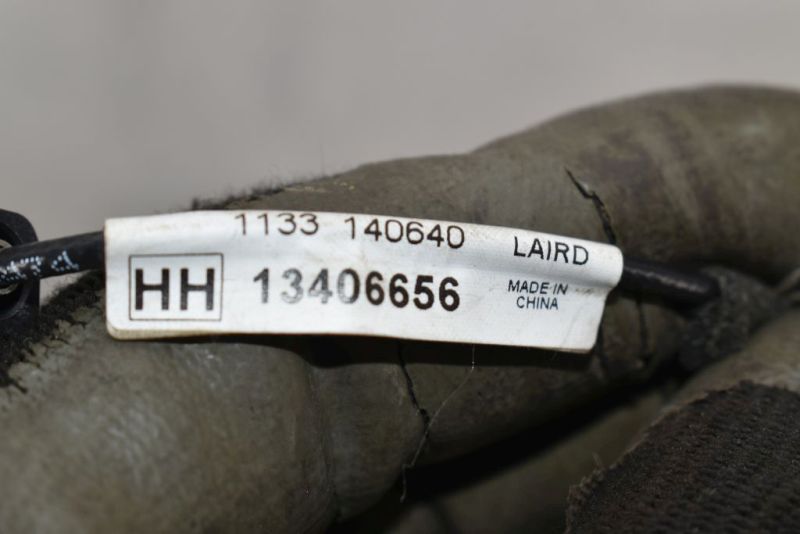 1133 140640
LAIRD
HH
13406656
MADE IN
CHINA